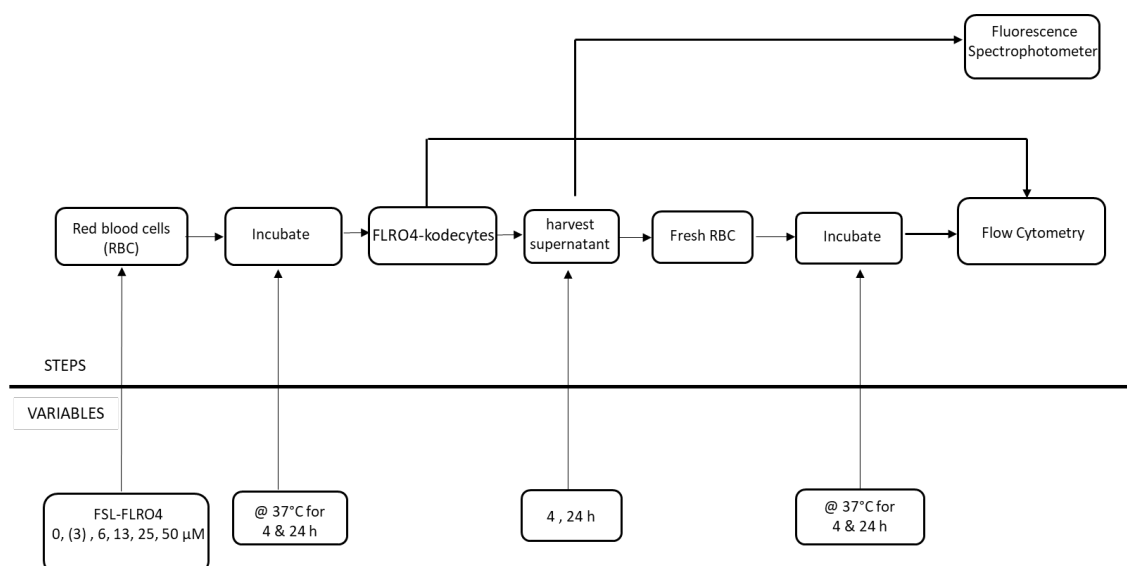 Fluorescence
Spectrophotometer
Red blood cells
(RBC)
Incubate
FLRO4-kodecytes
harvest
supernatant
Fresh RBC
Incubate
Flow Cytometry
STEPS
VARIABLES
FSL-FLRO4
0, (3) , 6, 13, 25, 50 µM
@ 37°C for
4 & 24 h
4 , 24 h
@ 37°C for
4 & 24 h